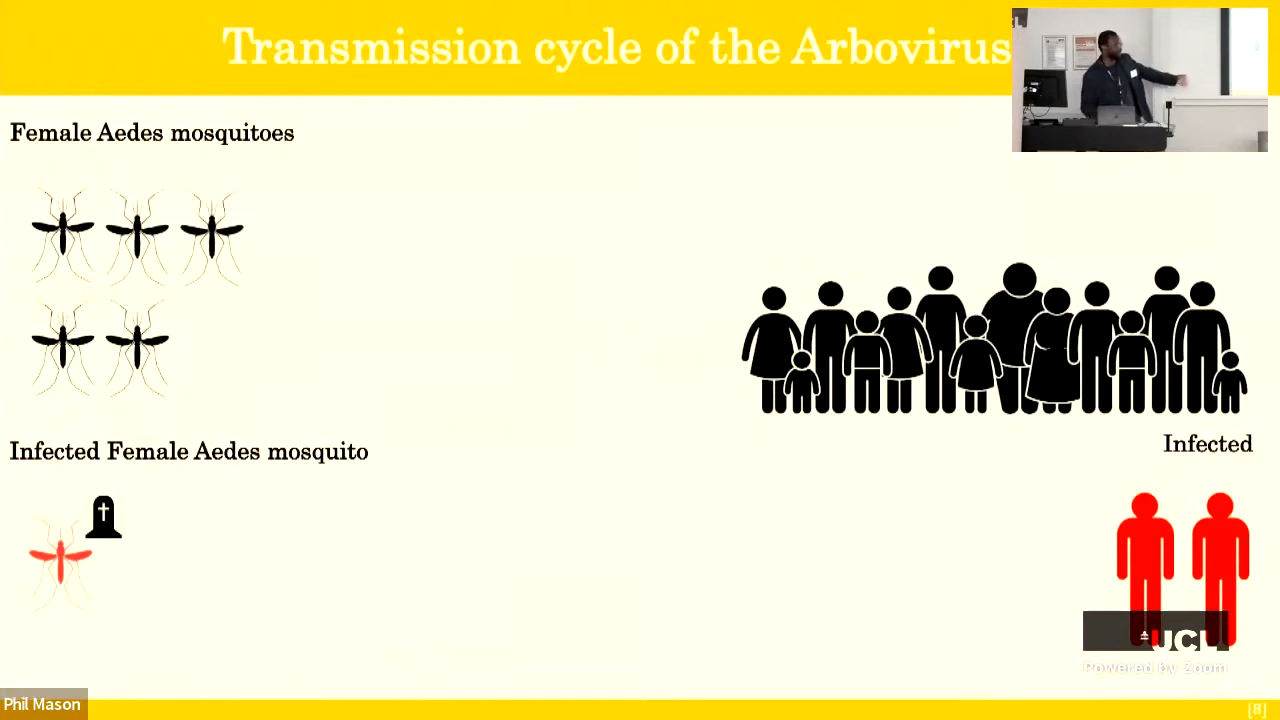 Transmission cycle of the Arbovirus
Female Aedes mosquitoes
Infected Female Aedes mosquito
Infected
UCL
Powered by Zoom
Phil Mason
[8]